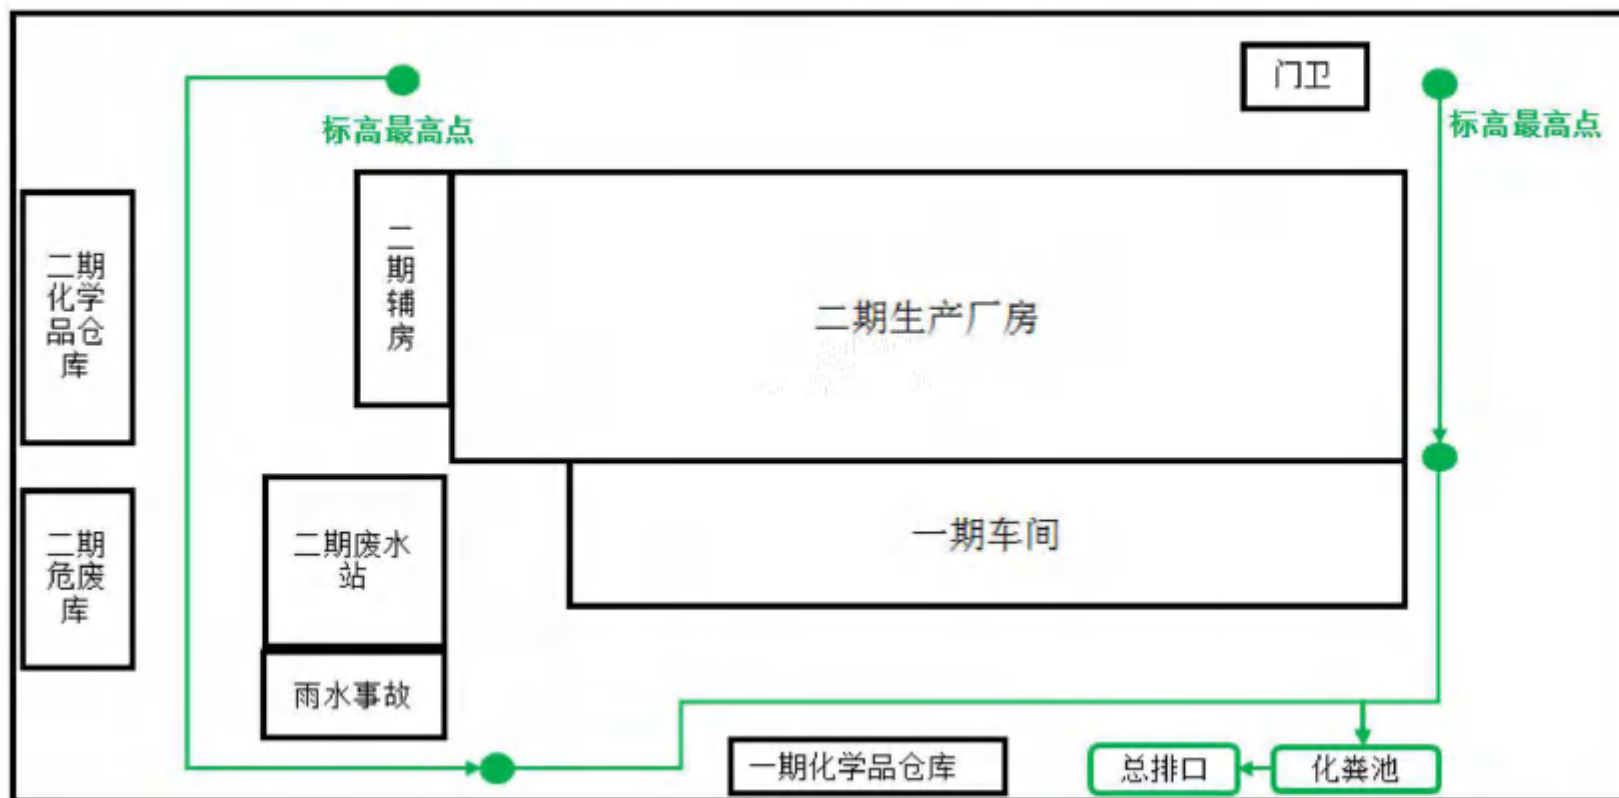 门卫
标高最高点
标高最高点
二
期
辅
房
二期
化学
品仓
库
二期生产厂房
二期
危废
库
二期废水
站
一期车间
雨水事故
一期化学品仓库
总排口
化粪池